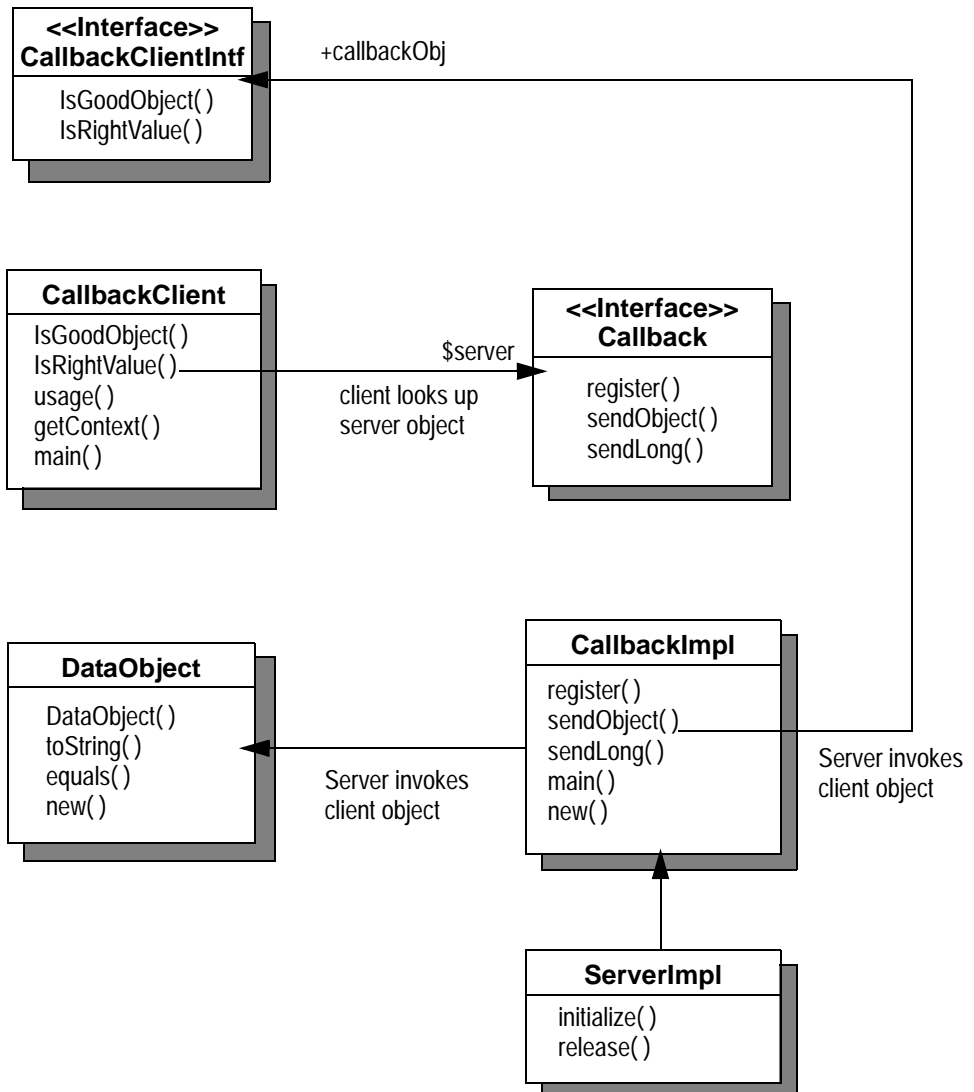 <<Interface>>
CallbackClientIntf
IsGoodObject( )
IsRightValue( )
+callbackObj
CallbackClient
IsGoodObject( )
IsRightValue( )
usage( )
getContext( )
main( )
$server
client looks up
server object
<<Interface>>
Callback
register( )
sendObject( )
sendLong( )
DataObject
DataObject( )
toString( )
equals( )
new( )
Server invokes
client object
CallbackImpl
register( )
sendObject( )
sendLong( )
main( )
new( )
Server invokes
client object
ServerImpl
initialize( )
release( )